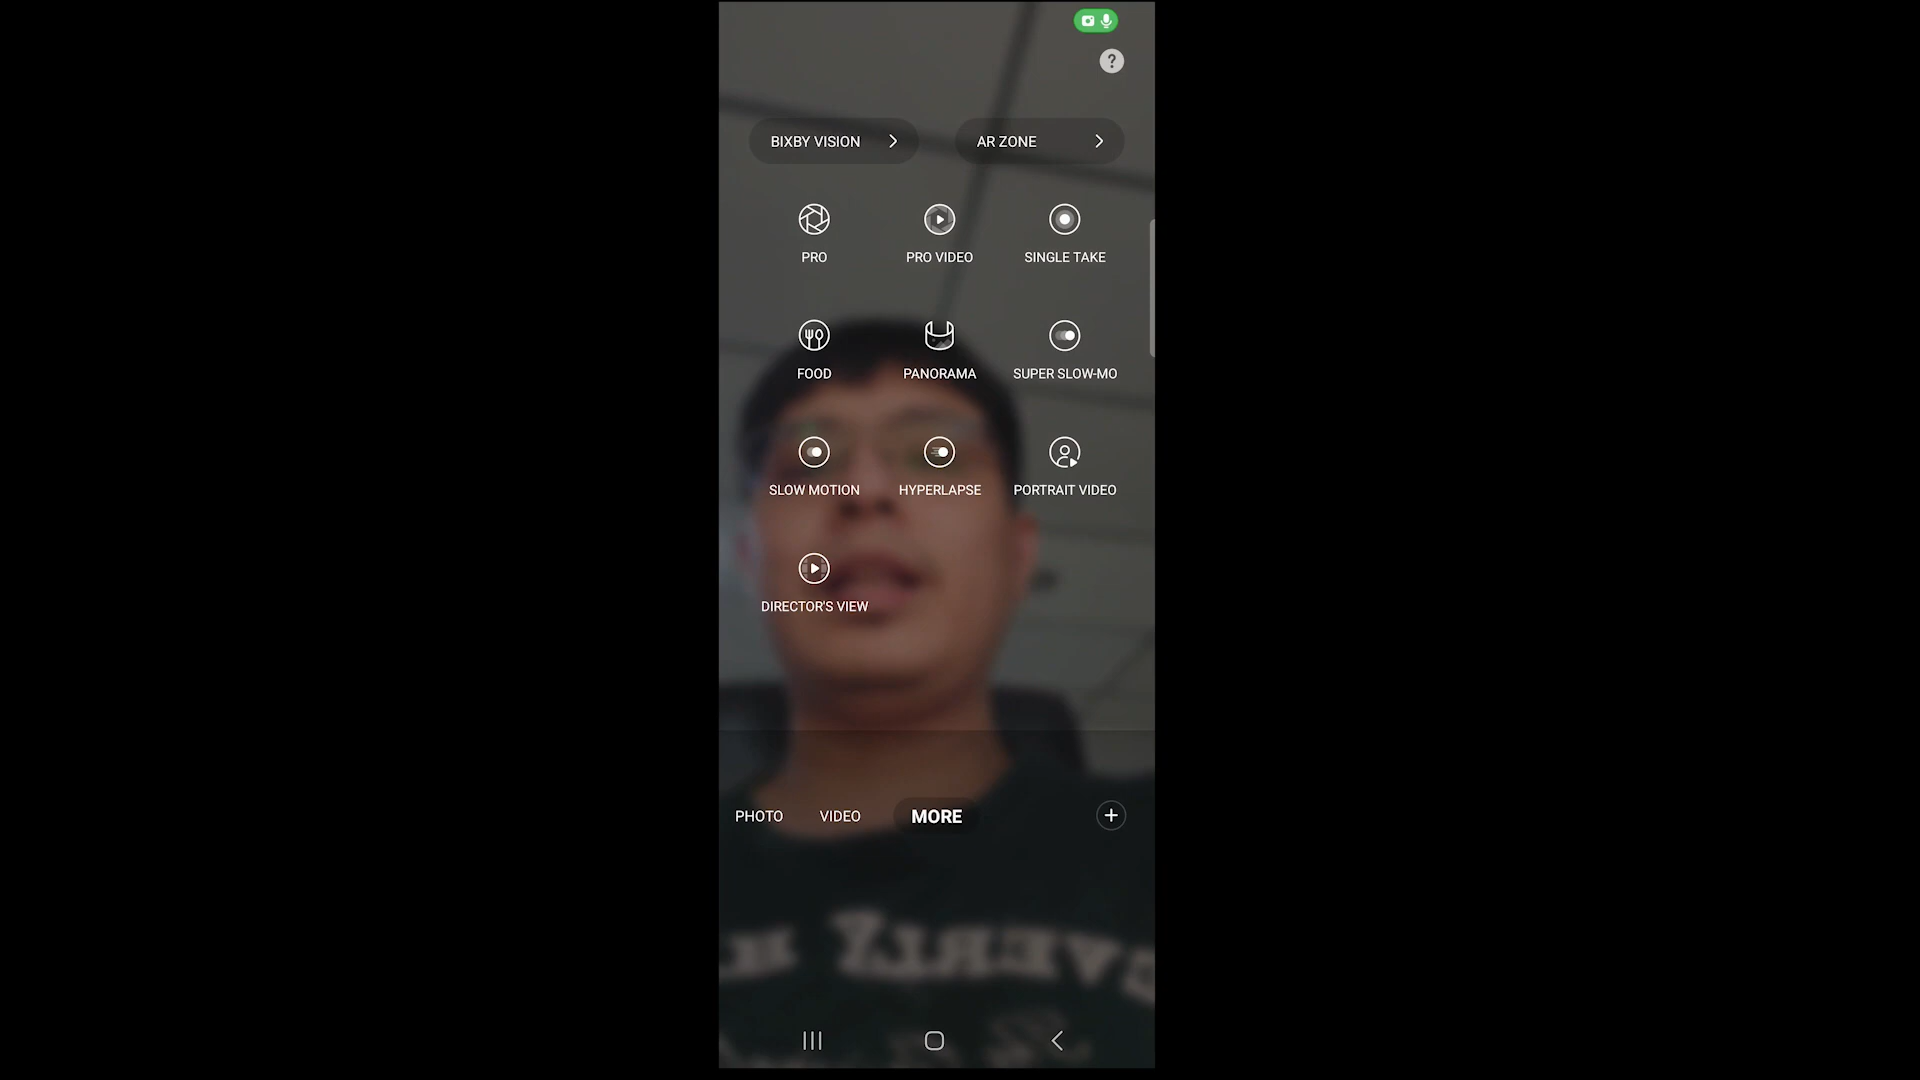 BIXBY VISION
AR ZONE
PRO
PRO VIDEO
SINGLE TAKE
FOOD
PANORAMA
SUPER SLOW-MO
SLOW MOTION
HYPERLAPSE
PORTRAIT VIDEO
DIRECTOR'S VIEW
PHOTO
VIDEO
MORE